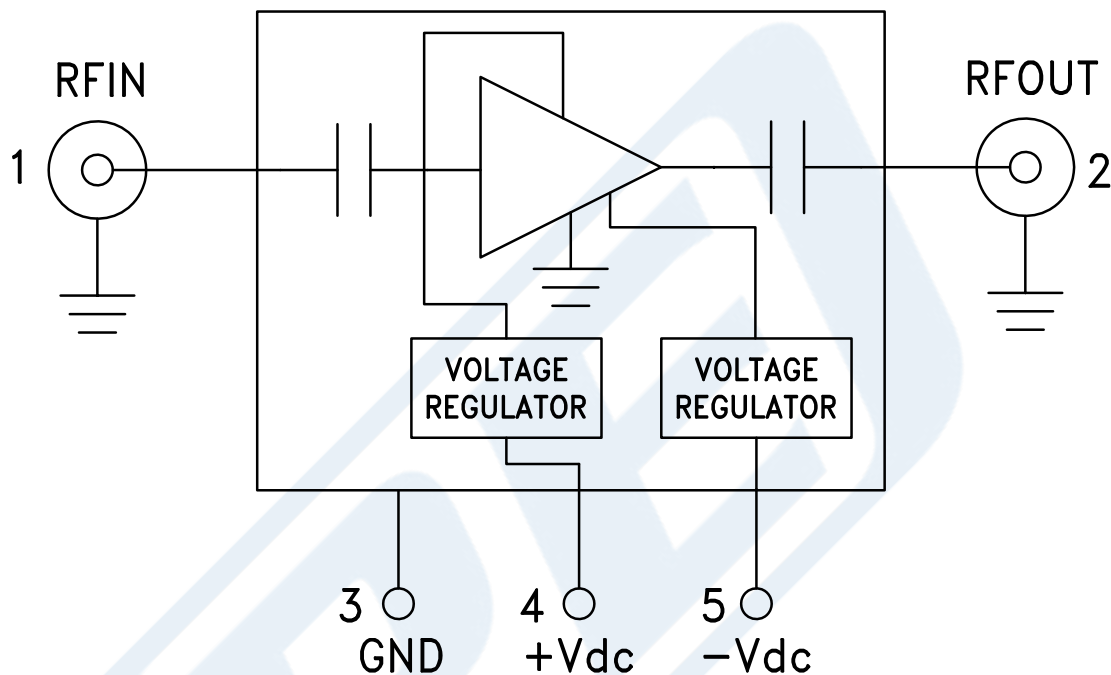 RFIN
RFOUT
1
2
VOLTAGE
REGULATOR
VOLTAGE
REGULATOR
3
4
5
GND
+Vdc
-Vdc